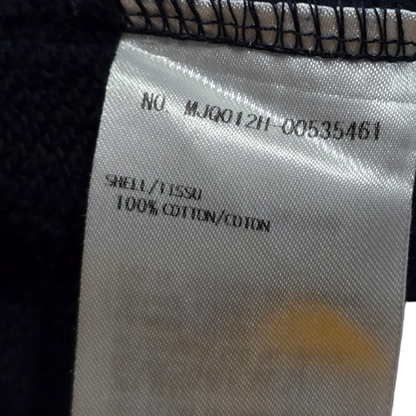 NO. MJQ012H-00535461
SHELL/TISSU
100% COTTON/COTON